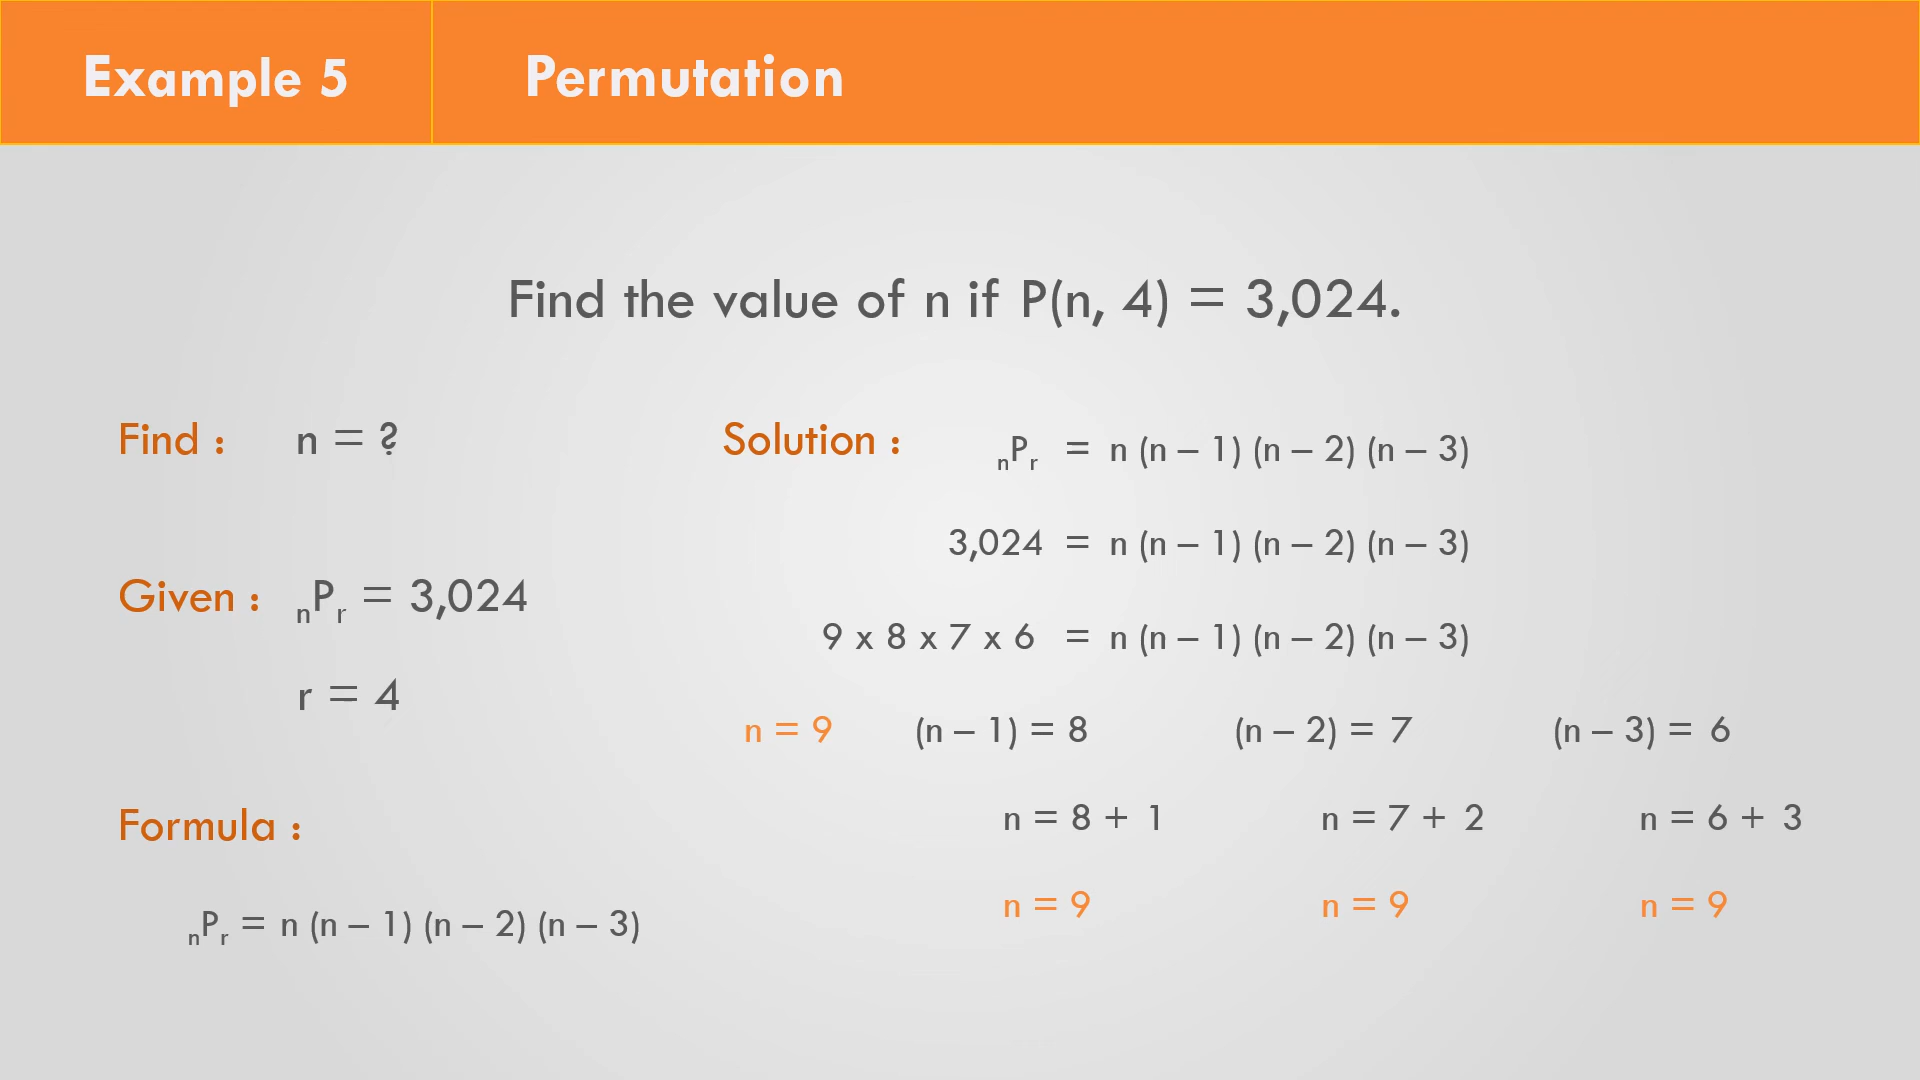 Example 5
Permutation
Find the value of n if P(n, 4) = 3,024.
Find : n = ?
Given : nPr = 3,024
r = 4
Formula :
nPr = n (n – 1) (n – 2) (n – 3)
Solution : nPr = n (n – 1) (n – 2) (n – 3)
3,024 = n (n – 1) (n – 2) (n – 3)
9 x 8 x 7 x 6 = n (n – 1) (n – 2) (n – 3)
n = 9 (n – 1) = 8 (n – 2) = 7 (n – 3) = 6
n = 8 + 1 n = 7 + 2 n = 6 + 3
n = 9 n = 9 n = 9